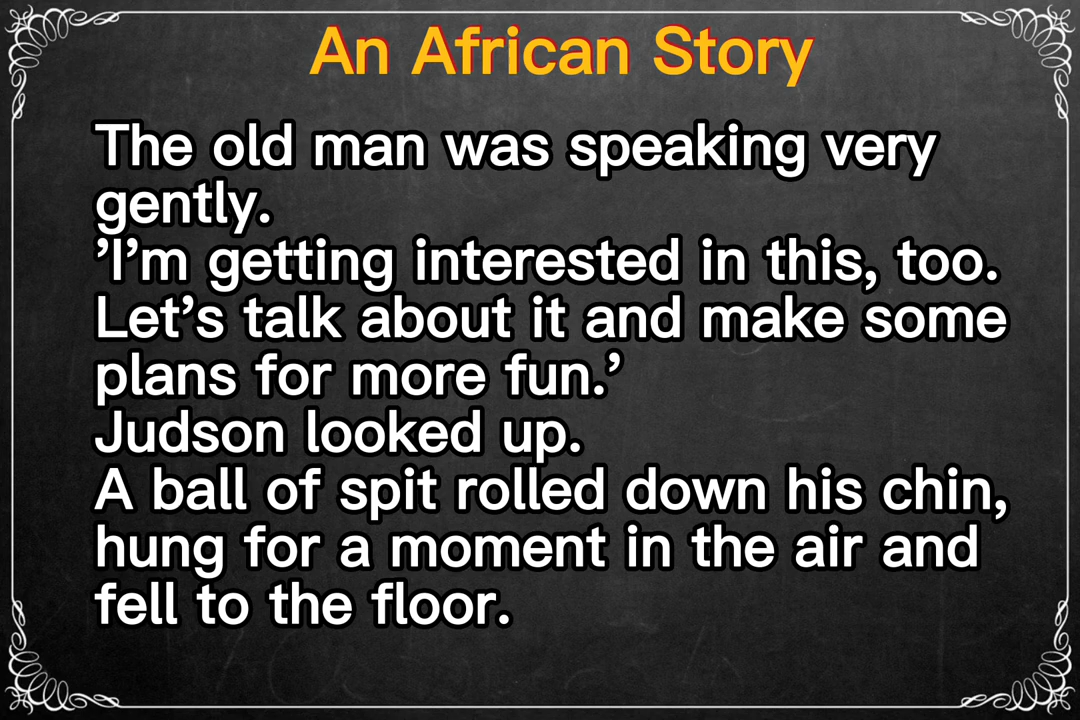 An African Story
The old man was speaking very
gently.
’I’m getting interested in this, too.
Let’s talk about it and make some
plans for more fun.’
Judson looked up.
A ball of spit rolled down his chin,
hung for a moment in the air and
fell to the floor.